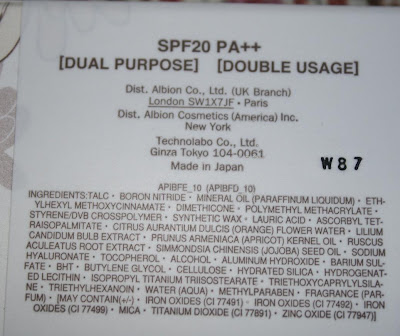 SPF20 PA++
[DUAL PURPOSE] [DOUBLE USAGE]
Dist. Albion Co., Ltd. (UK Branch)
London SW1X7JF・Paris
Dist. Albion Cosmetics (America) Inc.
New York
Technolabo Co., Ltd.
Ginza Tokyo 104-0061
Made in Japan
W87
APIBFE_10 (APIBFD_10)
INGREDIENTS:TALC・BORON NITRIDE・MINERAL OIL (PARAFFINUM LIQUIDUM)・ETH-
YLHEXYL METHOXYCINNAMATE・DIMETHICONE・POLYMETHYL METHACRYLATE・
STYRENE/DVB CROSSPOLYMER・SYNTHETIC WAX・LAURIC ACID・ASCORBYL TET-
RAISOPALMITATE・CITRUS AURANTIUM DULCIS (ORANGE) FLOWER WATER・LILIUM
CANDIDUM BULB EXTRACT・PRUNUS ARMENIACA (APRICOT) KERNEL OIL・RUSCUS
ACULEATUS ROOT EXTRACT・SIMMONDSIA CHINENSIS (JOJOBA) SEED OIL・SODIUM
HYALURONATE・TOCOPHEROL・ALCOHOL・ALUMINUM HYDROXIDE・BARIUM SUL-
FATE・BHT・BUTYLENE GLYCOL・CELLULOSE・HYDRATED SILICA・HYDROGENAT-
ED LECITHIN・ISOPROPYL TITANIUM TRIISOSTEARATE・TRIETHOXYCAPRYLYLSILA-
NE・TRIETHYLHEXANOIN・WATER (AQUA)・METHYLPARABEN・FRAGRANCE (PAR-
FUM)・[MAY CONTAIN(+/-)・IRON OXIDES (CI 77491)・IRON OXIDES (CI 77492)・IRON OXIDES
(CI 77499)・MICA・TITANIUM DIOXIDE (CI 77891)・ZINC OXIDE (CI 77947)]